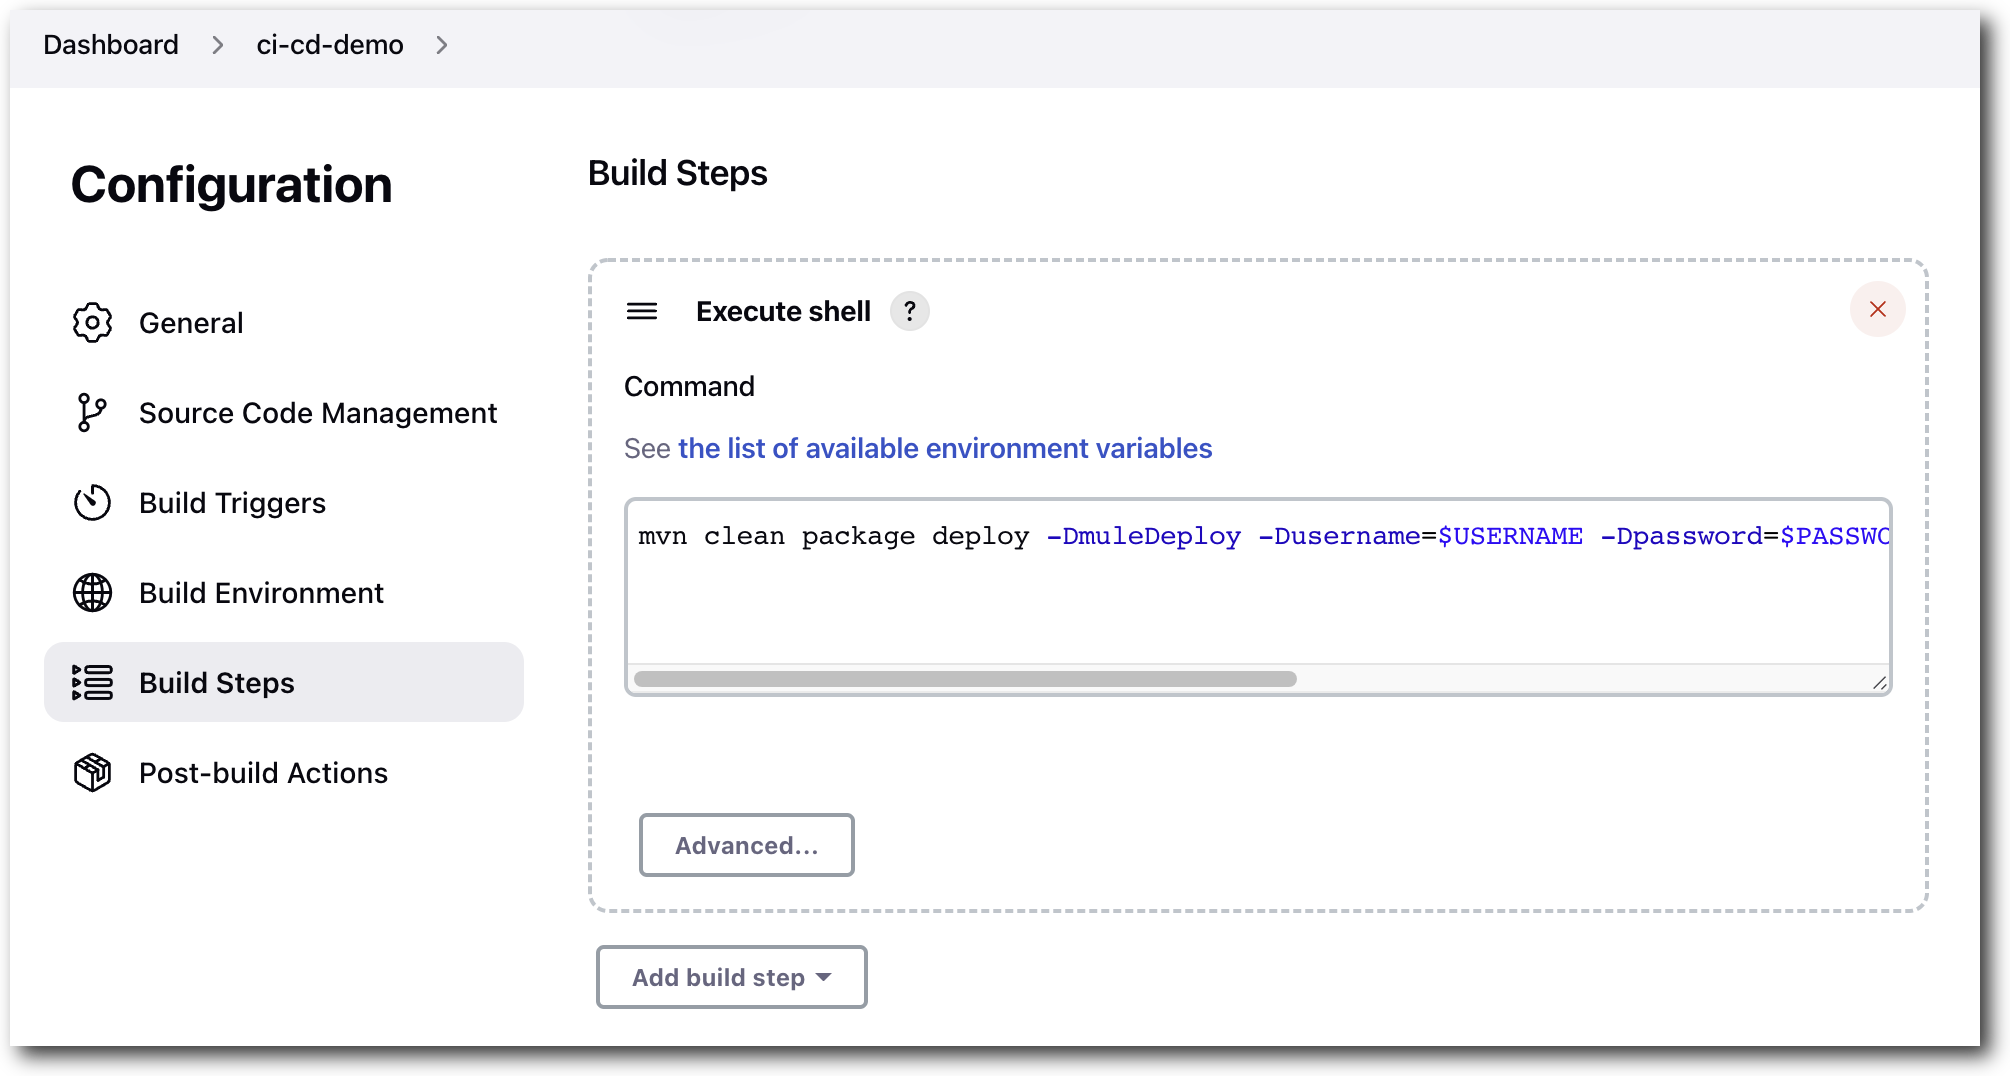 Dashboard > ci-cd-demo >
Configuration
General
Source Code Management
Build Triggers
Build Environment
Build Steps
Post-build Actions
Build Steps
Execute shell ?
Command
See the list of available environment variables
mvn clean package deploy -DmuleDeploy -Dusername=$USERNAME -Dpassword=$PASSWO
Advanced...
Add build step